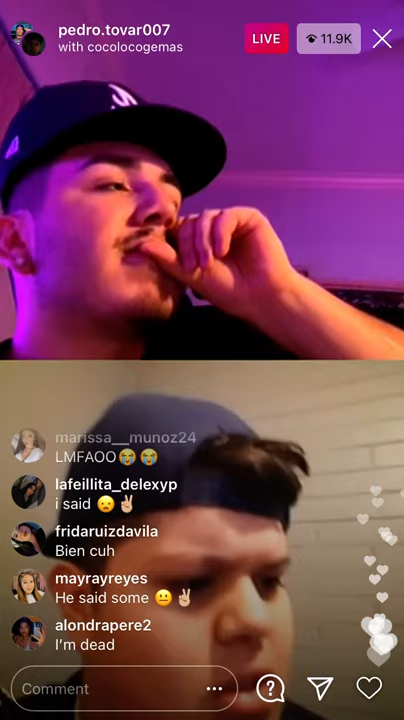 pedro.tovar007
with cocolocogemas
LIVE
11.9K
marissa__munoz24
LMFAOO😭😭
lafeillita_delexyp
i said 😦✌🏻
fridaruizdavila
Bien cuh
mayrayreyes
He said some 😐✌🏻
alondrapere2
I'm dead
Comment